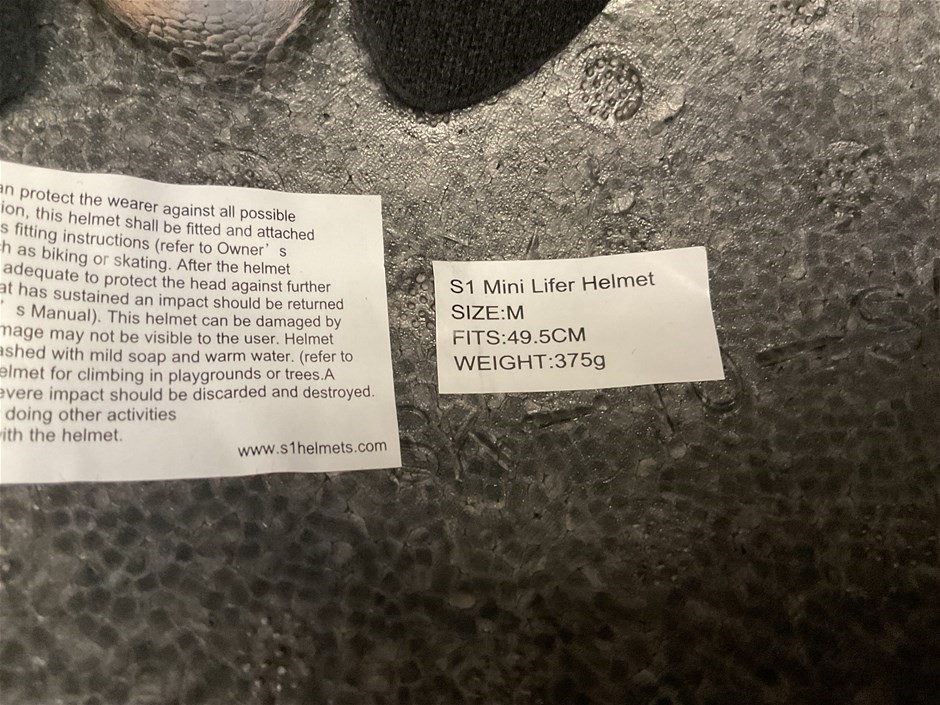 an protect the wearer against all possible
ion, this helmet shall be fitted and attached
s fitting instructions (refer to Owner's
h as biking or skating. After the helmet
adequate to protect the head against further
at has sustained an impact should be returned
's Manual). This helmet can be damaged by
mage may not be visible to the user. Helmet
ashed with mild soap and warm water. (refer to
elmet for climbing in playgrounds or trees.A
evere impact should be discarded and destroyed.
doing other activities
ith the helmet.
www.s1helmets.com
S1 Mini Lifer Helmet
SIZE:M
FITS:49.5CM
WEIGHT:375g